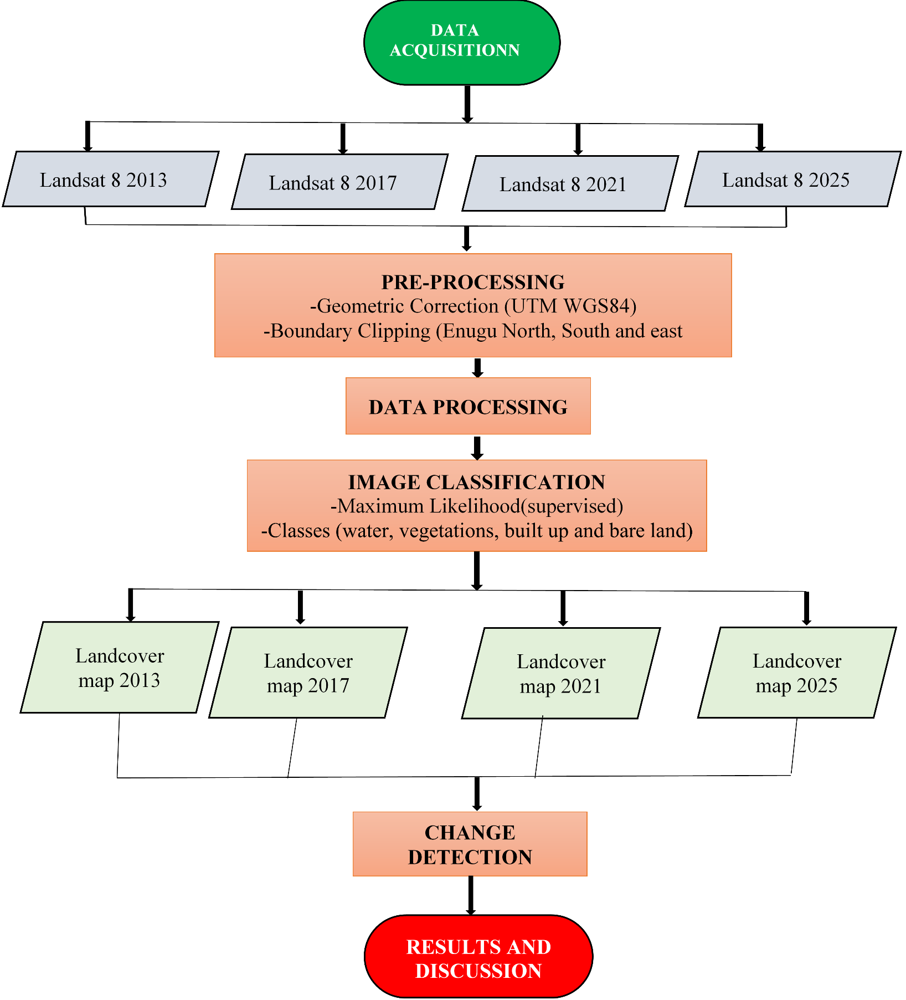 DATA
ACQUISITIONN
Landsat 8 2013
Landsat 8 2017
Landsat 8 2021
Landsat 8 2025
PRE-PROCESSING
-Geometric Correction (UTM WGS84)
-Boundary Clipping (Enugu North, South and east
DATA PROCESSING
IMAGE CLASSIFICATION
-Maximum Likelihood(supervised)
-Classes (water, vegetations, built up and bare land)
Landcover
map 2013
Landcover
map 2017
Landcover
map 2021
Landcover
map 2025
CHANGE
DETECTION
RESULTS AND
DISCUSSION